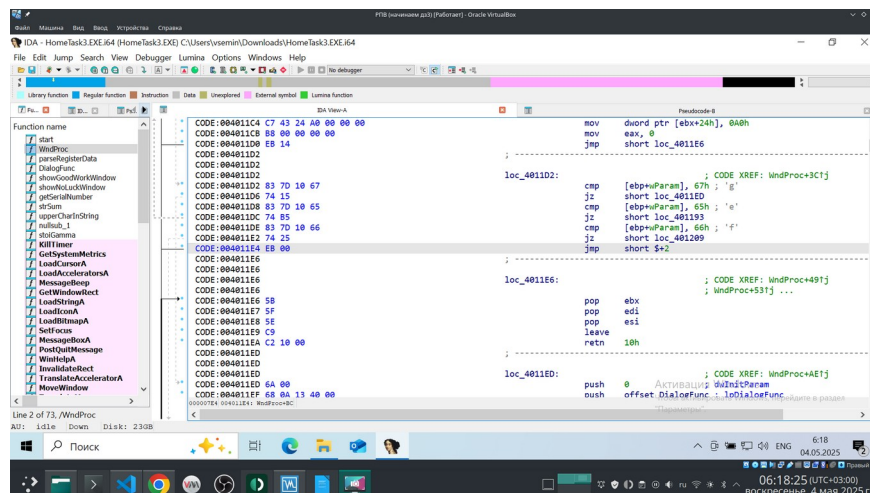 РПВ (начинаем дз3) [Работает] - Oracle VirtualBox
Файл Машина Вид Ввод Устройства Справка
IDA - HomeTask3.EXE.i64 (HomeTask3.EXE) C:\Users\vsemin\Downloads\HomeTask3.EXE.i64
File Edit Jump Search View Debugger Lumina Options Windows Help
No debugger
Library function Regular function Instruction Data Unexplored External symbol Lumina function
IDA View-A
Pseudocode-B
Function name
start
WndProc
parseRegisterData
DialogFunc
showGoodWorkWindow
showNoLuckWindow
getSerialNumber
strSum
upperCharInString
nullsub_1
stoiGamma
KillTimer
GetSystemMetrics
LoadCursorA
LoadAcceleratorsA
MessageBeep
GetWindowRect
LoadStringA
LoadIconA
LoadBitmapA
SetFocus
MessageBoxA
PostQuitMessage
WinHelpA
InvalidateRect
TranslateAcceleratorA
MoveWindow
Line 2 of 73, /WndProc
CODE:004011C4 C7 43 24 A0 00 00 00 mov dword ptr [ebx+24h], 0A0h
CODE:004011CB B8 00 00 00 00 mov eax, 0
CODE:004011D0 EB 14 jmp short loc_4011E6
CODE:004011D2
CODE:004011D2
CODE:004011D2 loc_4011D2: ; CODE XREF: WndProc+3C↑j
CODE:004011D2 83 7D 10 67 cmp [ebp+wParam], 67h ; 'g'
CODE:004011D6 74 15 jz short loc_4011ED
CODE:004011D8 83 7D 10 65 cmp [ebp+wParam], 65h ; 'e'
CODE:004011DC 74 B5 jz short loc_401193
CODE:004011DE 83 7D 10 66 cmp [ebp+wParam], 66h ; 'f'
CODE:004011E2 74 25 jz short loc_401209
CODE:004011E4 EB 00 jmp short $+2
CODE:004011E6
CODE:004011E6
CODE:004011E6 loc_4011E6: ; CODE XREF: WndProc+49↑j
CODE:004011E6 ; WndProc+53↑j ...
CODE:004011E6 5B pop ebx
CODE:004011E7 5F pop edi
CODE:004011E8 5E pop esi
CODE:004011E9 C9 leave
CODE:004011EA C2 10 00 retn 10h
CODE:004011ED
CODE:004011ED
CODE:004011ED loc_4011ED: ; CODE XREF: WndProc+AE↑j
CODE:004011ED 6A 00 push 0 ; dwInitParam
CODE:004011EF 68 0A 13 40 00 push offset DialogFunc ; lpDialogFunc
000007E4 004011E4: WndProc+BC
AU: idle Down Disk: 23GB
Поиск
ENG
6:18
04.05.2025
2
Правый
ru
06:18:25 (UTC+03:00)
воскресенье, 4 мая 2025 г